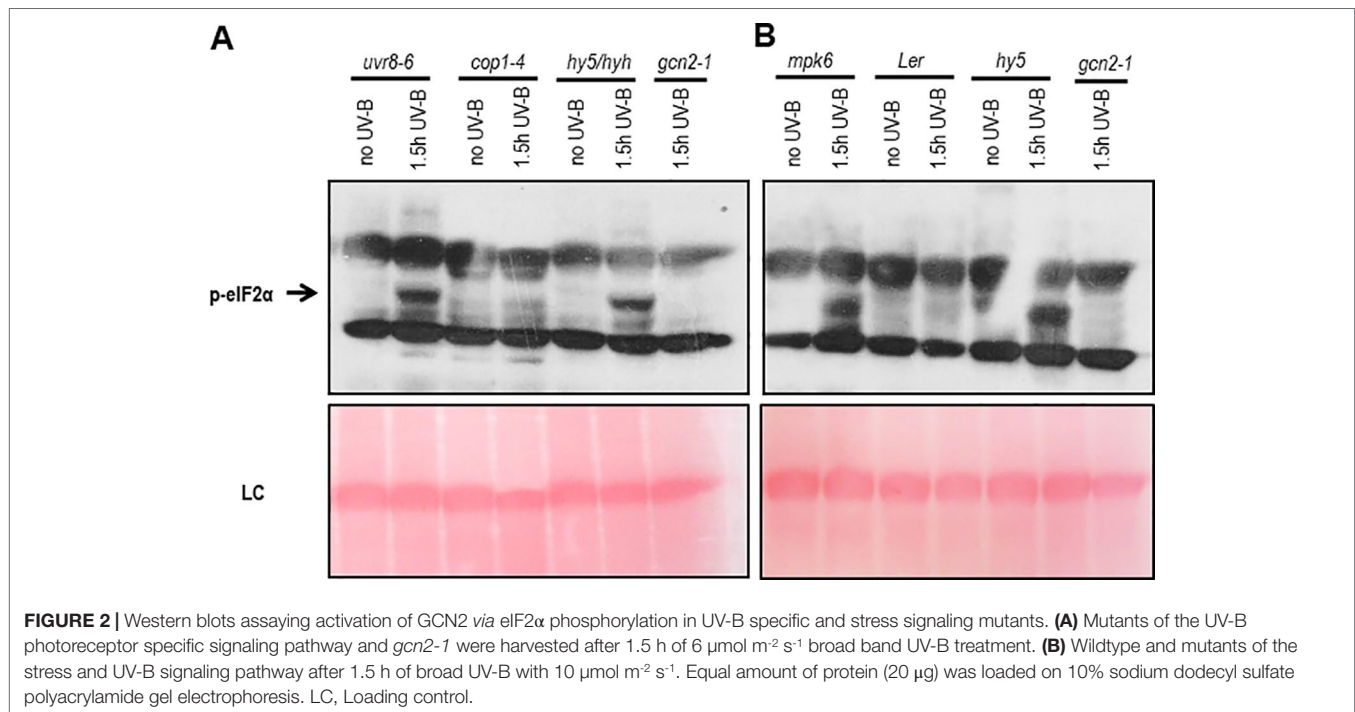 A
B
uvr8-6 cop1-4 hy5/hyh gcn2-1
mpk6 Ler hy5 gcn2-1
no UV-B 1.5h UV-B no UV-B 1.5h UV-B no UV-B 1.5h UV-B 1.5h UV-B
no UV-B 1.5h UV-B no UV-B 1.5h UV-B no UV-B 1.5h UV-B 1.5h UV-B
p-eIF2α →
LC
FIGURE 2 | Western blots assaying activation of GCN2 via eIF2α phosphorylation in UV-B specific and stress signaling mutants. (A) Mutants of the UV-B
photoreceptor specific signaling pathway and gcn2-1 were harvested after 1.5 h of 6 μmol m⁻² s⁻¹ broad band UV-B treatment. (B) Wildtype and mutants of the
stress and UV-B signaling pathway after 1.5 h of broad UV-B with 10 μmol m⁻² s⁻¹. Equal amount of protein (20 μg) was loaded on 10% sodium dodecyl sulfate
polyacrylamide gel electrophoresis. LC, Loading control.